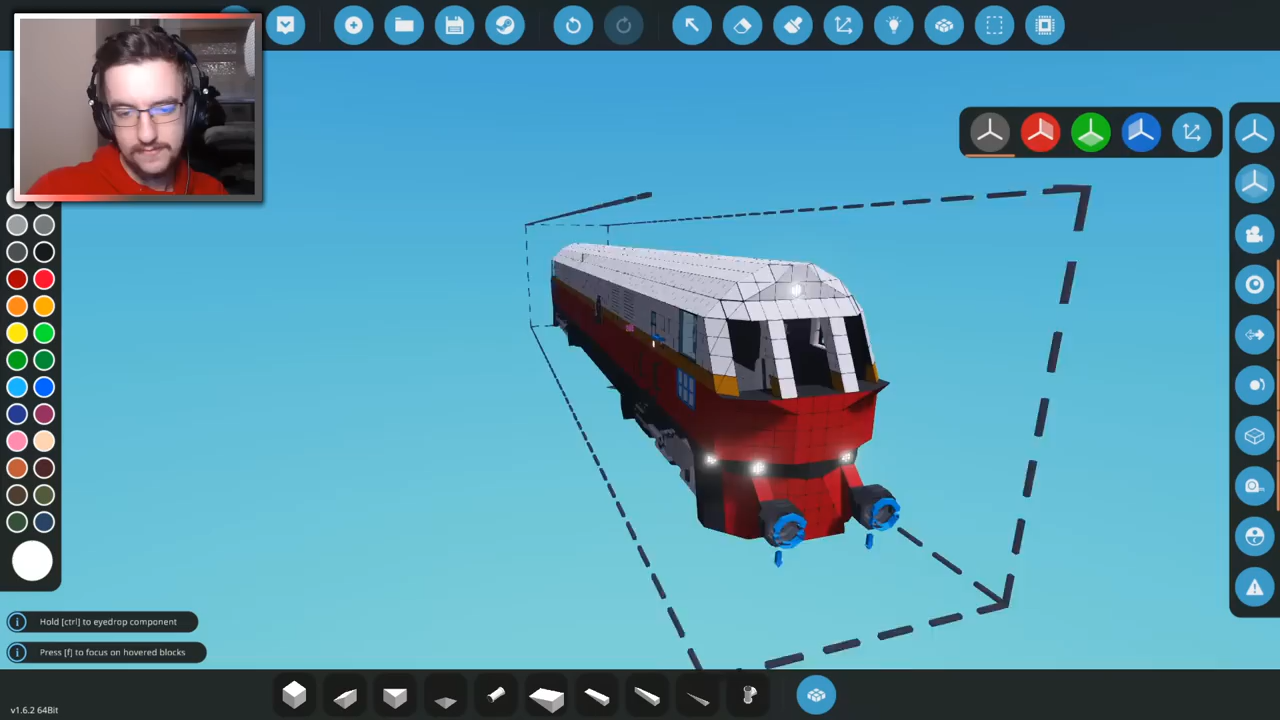 Hold [ctrl] to eyedrop component
Press [f] to focus on hovered blocks
v1.6.2 64Bit